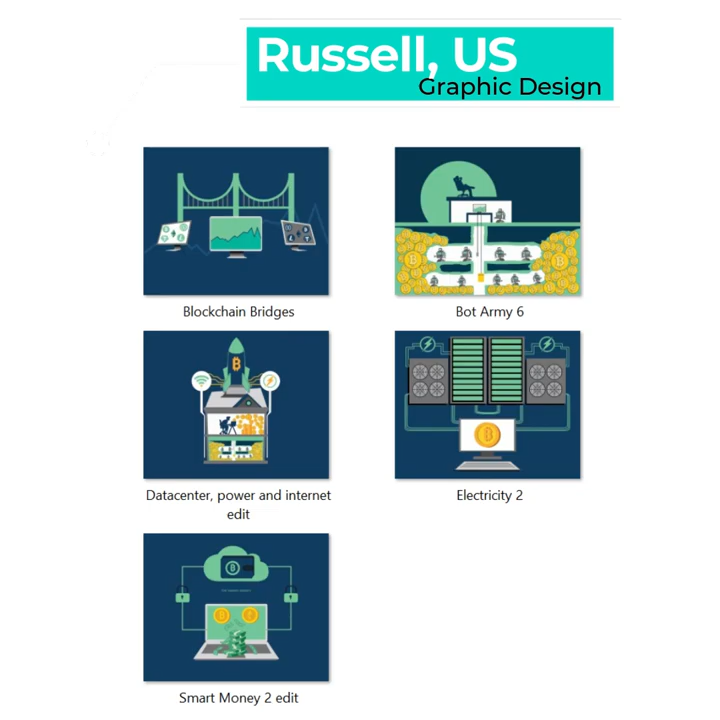 Russell, US
Graphic Design
Blockchain Bridges
Bot Army 6
Datacenter, power and internet
edit
Electricity 2
Smart Money 2 edit